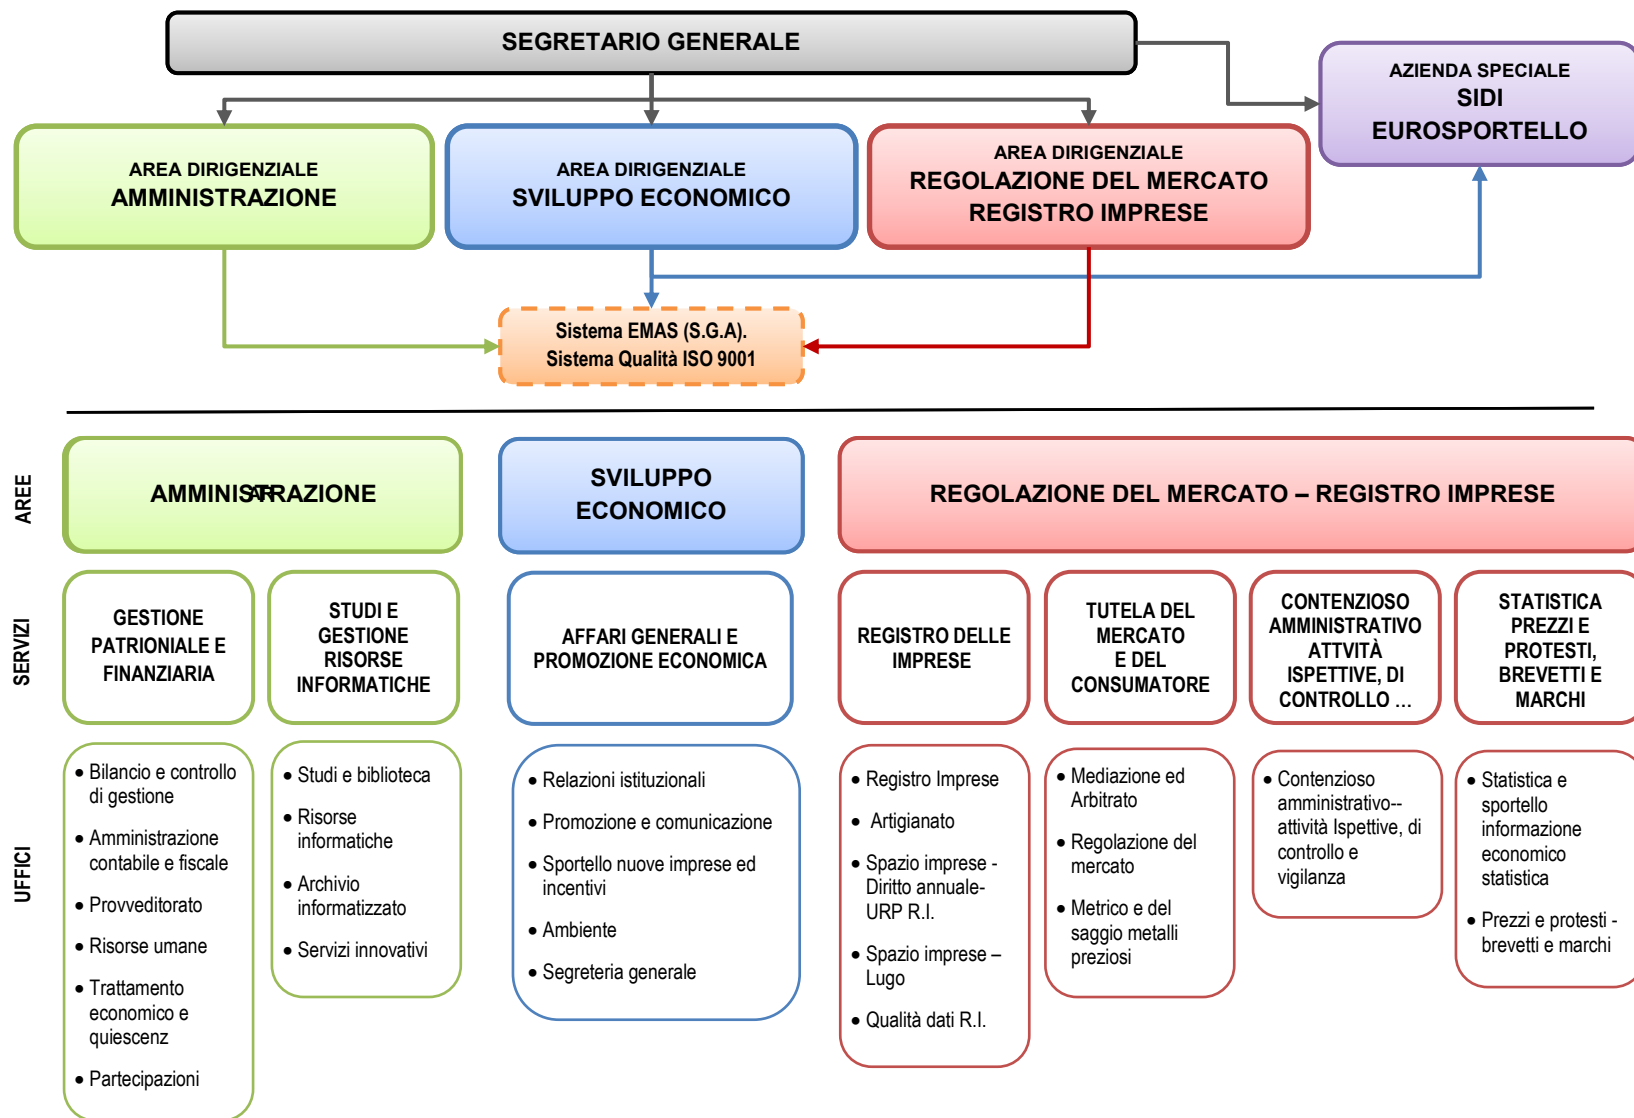 SEGRETARIO GENERALE
AZIENDA SPECIALE
SIDI
EUROSPORTELLO
AREA DIRIGENZIALE
AMMINISTRAZIONE
AREA DIRIGENZIALE
SVILUPPO ECONOMICO
AREA DIRIGENZIALE
REGOLAZIONE DEL MERCATO
REGISTRO IMPRESE
Sistema EMAS (S.G.A).
Sistema Qualità ISO 9001
AREE
AMMINISTRAZIONE
SVILUPPO
ECONOMICO
REGOLAZIONE DEL MERCATO – REGISTRO IMPRESE
SERVIZI
GESTIONE
PATRIONIALE E
FINANZIARIA
STUDI E
GESTIONE
RISORSE
INFORMATICHE
AFFARI GENERALI E
PROMOZIONE ECONOMICA
REGISTRO DELLE
IMPRESE
TUTELA DEL
MERCATO
E DEL
CONSUMATORE
CONTENZIOSO
AMMINISTRATIVO
ATTVITÀ
ISPETTIVE, DI
CONTROLLO …
STATISTICA
PREZZI E
PROTESTI,
BREVETTI E
MARCHI
UFFICI
• Bilancio e controllo
di gestione
• Amministrazione
contabile e fiscale
• Provveditorato
• Risorse umane
• Trattamento
economico e
quiescenz
• Partecipazioni
• Studi e biblioteca
• Risorse
informatiche
• Archivio
informatizzato
• Servizi innovativi
• Relazioni istituzionali
• Promozione e comunicazione
• Sportello nuove imprese ed
incentivi
• Ambiente
• Segreteria generale
• Registro Imprese
• Artigianato
• Spazio imprese -
Diritto annuale-
URP R.I.
• Spazio imprese –
Lugo
• Qualità dati R.I.
• Mediazione ed
Arbitrato
• Regolazione del
mercato
• Metrico e del
saggio metalli
preziosi
• Contenzioso
amministrativo--
attività Ispettive, di
controllo e
vigilanza
• Statistica e
sportello
informazione
economico
statistica
• Prezzi e protesti -
brevetti e marchi